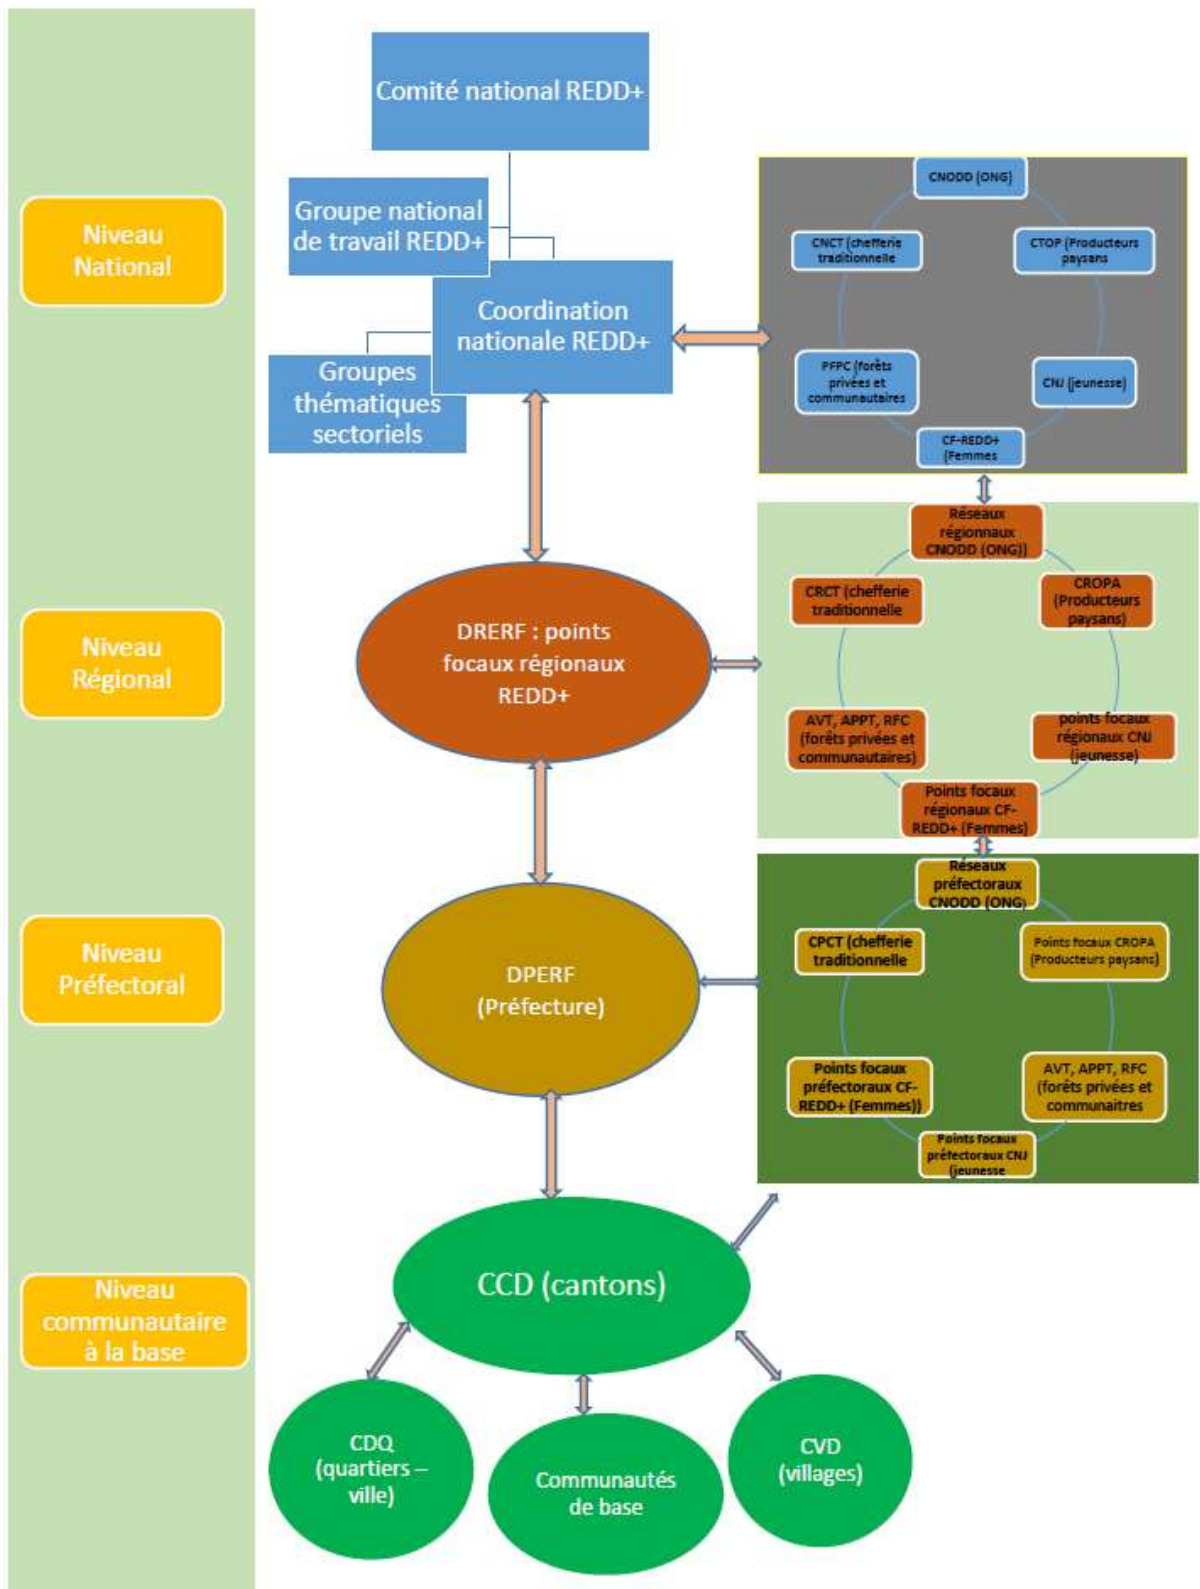 Comité national REDD+
Groupe national
de travail REDD+
Coordination
nationale REDD+
Groupes
thématiques
sectoriels
Niveau
National
CNODD (ONG)
CNCT (chefferie
traditionnelle
CTOP (Producteurs
paysans
PFPC (forêts
privées et
communautaires
CNJ (jeunesse)
CF-REDD+
(Femmes
Niveau
Régional
DRERF : points
focaux régionaux
REDD+
Réseaux
régionnaux
CNODD (ONG))
CRCT (chefferie
traditionnelle
CROPA
(Producteurs
paysans)
AVT, APPT, RFC
(forêts privées et
communautaires)
points focaux
régionaux CNJ
(jeunesse)
Points focaux
régionaux CF-
REDD+ (Femmes)
Niveau
Préfectoral
DPERF
(Préfecture)
Réseaux
préfectoraux
CNODD (ONG)
CPCT (chefferie
traditionnelle
Points focaux CROPA
(Producteurs paysans)
Points focaux
préfectoraux CF-
REDD+ (Femmes))
AVT, APPT, RFC
(forêts privées et
communaitres
Points focaux
préfectoraux CNJ
(jeunesse
Niveau
communautaire
à la base
CCD (cantons)
CDQ
(quartiers –
ville)
Communautés
de base
CVD
(villages)